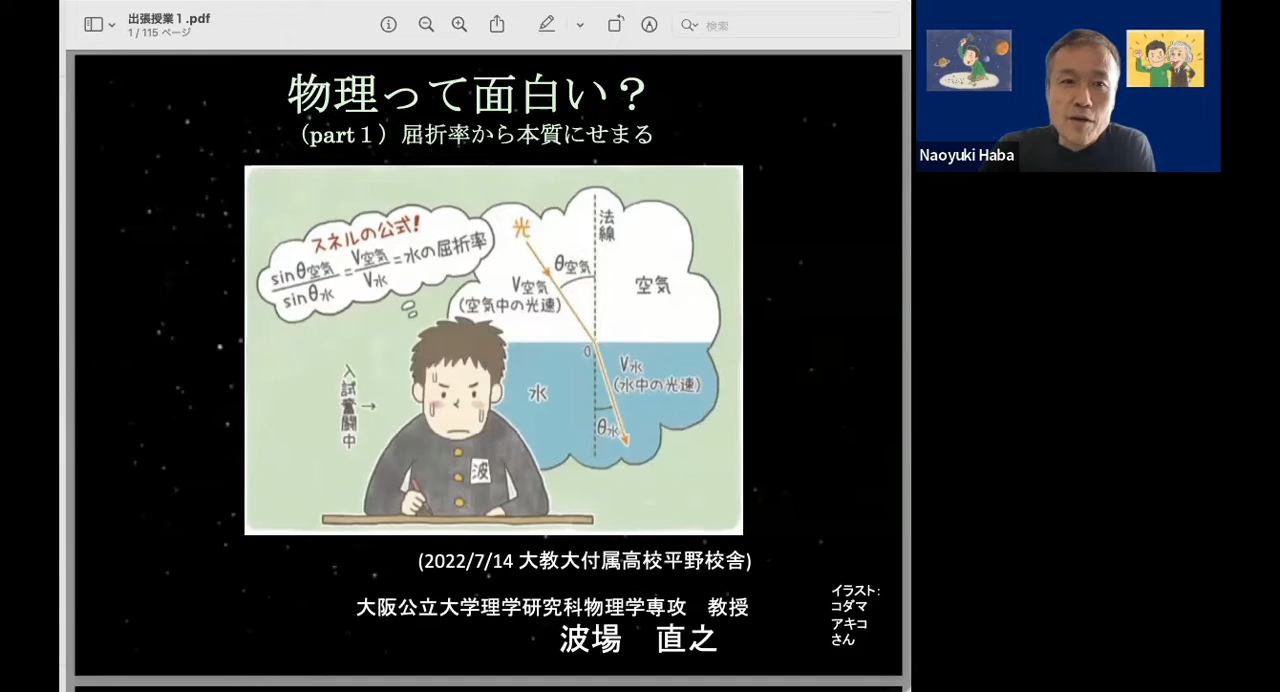 出張授業１.pdf
1 / 115 ページ
検索
物理って面白い？
（part１）屈折率から本質にせまる
スネルの公式!
sinθ空気/sinθ水 = V空気/V水 = 水の屈折率
光
法線
θ空気
V空気
(空気中の光速)
空気
0
V水
(水中の光速)
水
θ水
入試奮闘中
→
波
(2022/7/14 大教大付属高校平野校舎)
大阪公立大学理学研究科物理学専攻　教授
波場　直之
イラスト:
コダマ
アキコ
さん
Naoyuki Haba